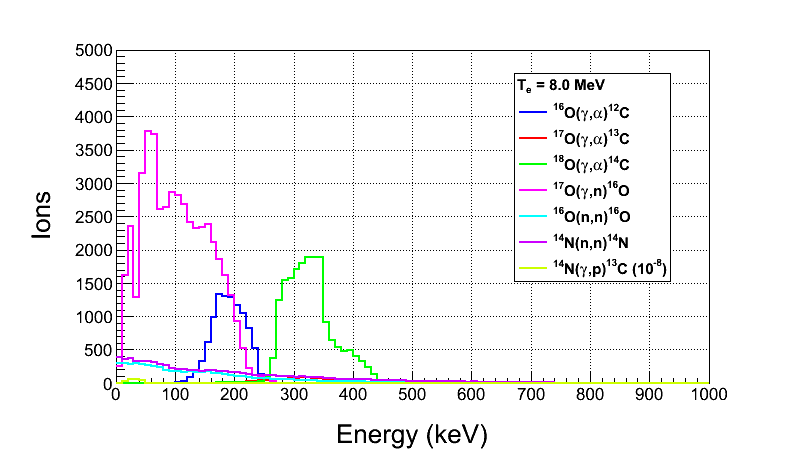 5000
4500
4000
3500
3000
2500
2000
1500
1000
500
0
Ions
0 100 200 300 400 500 600 700 800 900 1000
Energy (keV)
Tₑ = 8.0 MeV
¹⁶O(γ,α)¹²C
¹⁷O(γ,α)¹³C
¹⁸O(γ,α)¹⁴C
¹⁷O(γ,n)¹⁶O
¹⁶O(n,n)¹⁶O
¹⁴N(n,n)¹⁴N
¹⁴N(γ,p)¹³C (10⁻⁸)